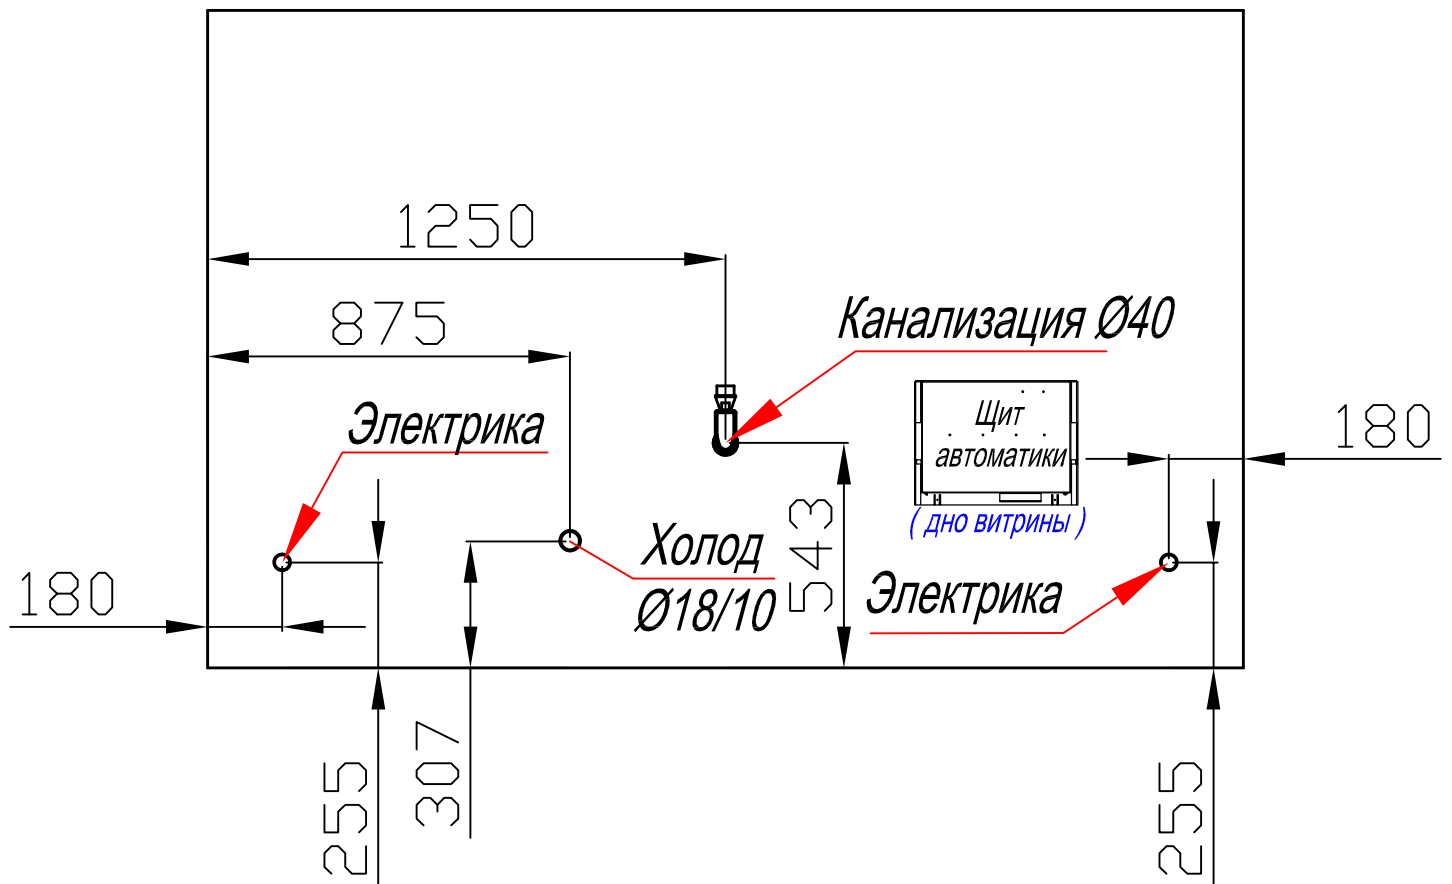 1250
875
Канализация Ø40
Электрика
Щит
автоматики
180
( дно витрины )
543
Холод
Ø18/10
Электрика
180
307
255
255